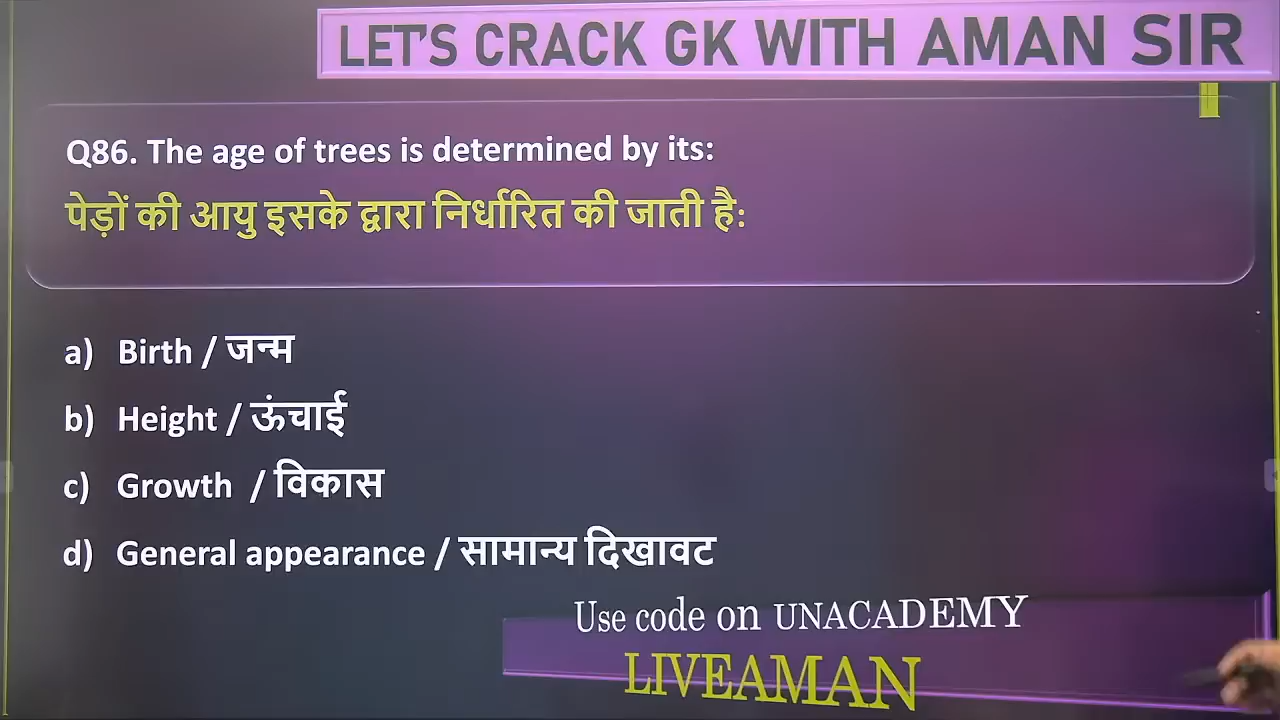 LET'S CRACK GK WITH AMAN SIR
Q86. The age of trees is determined by its:
पेड़ों की आयु इसके द्वारा निर्धारित की जाती है:
a) Birth / जन्म
b) Height / ऊंचाई
c) Growth / विकास
d) General appearance / सामान्य दिखावट
Use code on UNACADEMY
LIVEAMAN